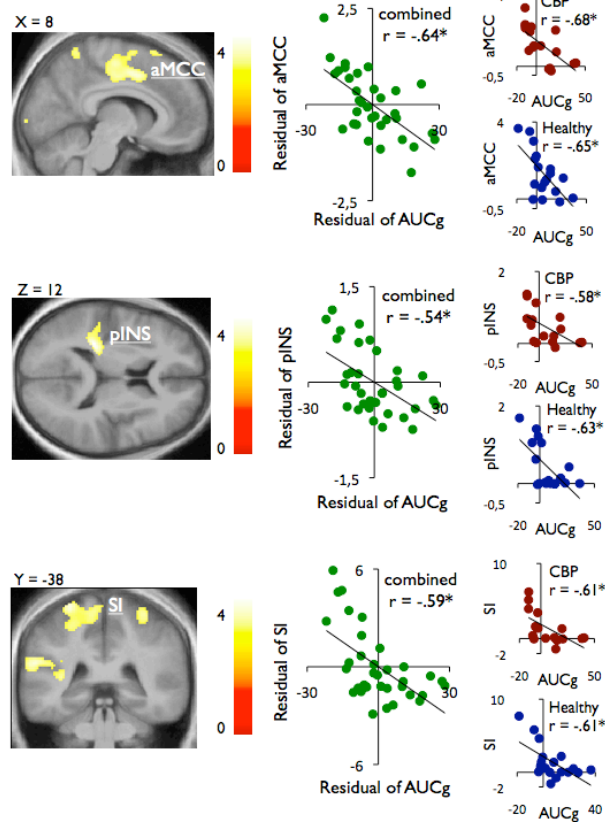 X = 8
aMCC
4
0
Residual of aMCC
2,5
combined
r = -.64*
-30
30
-2,5
Residual of AUCg
aMCC
CBP
r = -.68*
-0,5
-20
50
AUCg
aMCC
4
Healthy
r = -.65*
-0,5
-20
50
AUCg
Z = 12
pINS
4
0
Residual of pINS
1,5
combined
r = -.54*
-30
30
-1,5
Residual of AUCg
pINS
2
CBP
r = -.58*
-0,5
-20
50
AUCg
pINS
2
Healthy
r = -.63*
-0,5
-20
50
AUCg
Y = -38
SI
4
0
Residual of SI
6
combined
r = -.59*
-30
30
-6
Residual of AUCg
SI
10
CBP
r = -.61*
-2
-20
50
AUCg
SI
10
Healthy
r = -.61*
-2
-20
40
AUCg